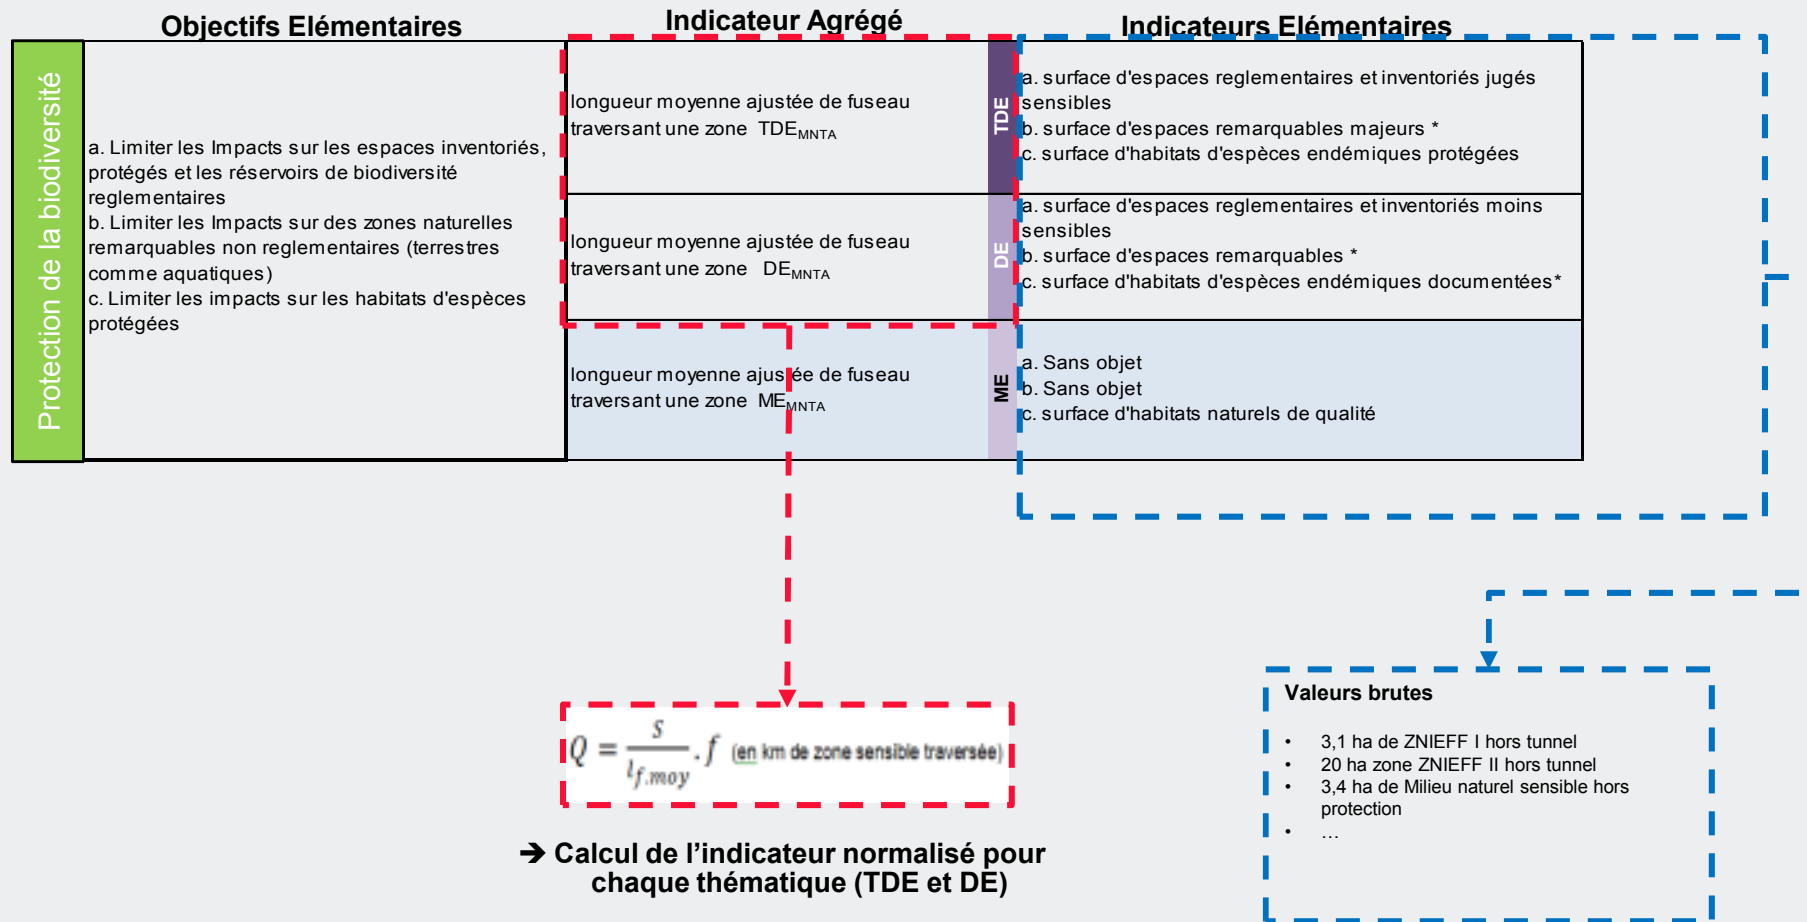 Objectifs Elémentaires
Indicateur Agrégé
Indicateurs Elémentaires
Protection de la biodiversité
a. Limiter les Impacts sur les espaces inventoriés,
protégés et les réservoirs de biodiversité
reglementaires
b. Limiter les Impacts sur des zones naturelles
remarquables non reglementaires (terrestres
comme aquatiques)
c. Limiter les impacts sur les habitats d'espèces
protégées
longueur moyenne ajustée de fuseau
traversant une zone TDE_MNTA
TDE
a. surface d'espaces reglementaires et inventoriés jugés
sensibles
b. surface d'espaces remarquables majeurs *
c. surface d'habitats d'espèces endémiques protégées
longueur moyenne ajustée de fuseau
traversant une zone DE_MNTA
DE
a. surface d'espaces reglementaires et inventoriés moins
sensibles
b. surface d'espaces remarquables *
c. surface d'habitats d'espèces endémiques documentées*
longueur moyenne ajustée de fuseau
traversant une zone ME_MNTA
ME
a. Sans objet
b. Sans objet
c. surface d'habitats naturels de qualité
Q = S / l_f.moy . f (en km de zone sensible traversée)
➔ Calcul de l'indicateur normalisé pour
chaque thématique (TDE et DE)
Valeurs brutes
• 3,1 ha de ZNIEFF I hors tunnel
• 20 ha zone ZNIEFF II hors tunnel
• 3,4 ha de Milieu naturel sensible hors
protection
• …